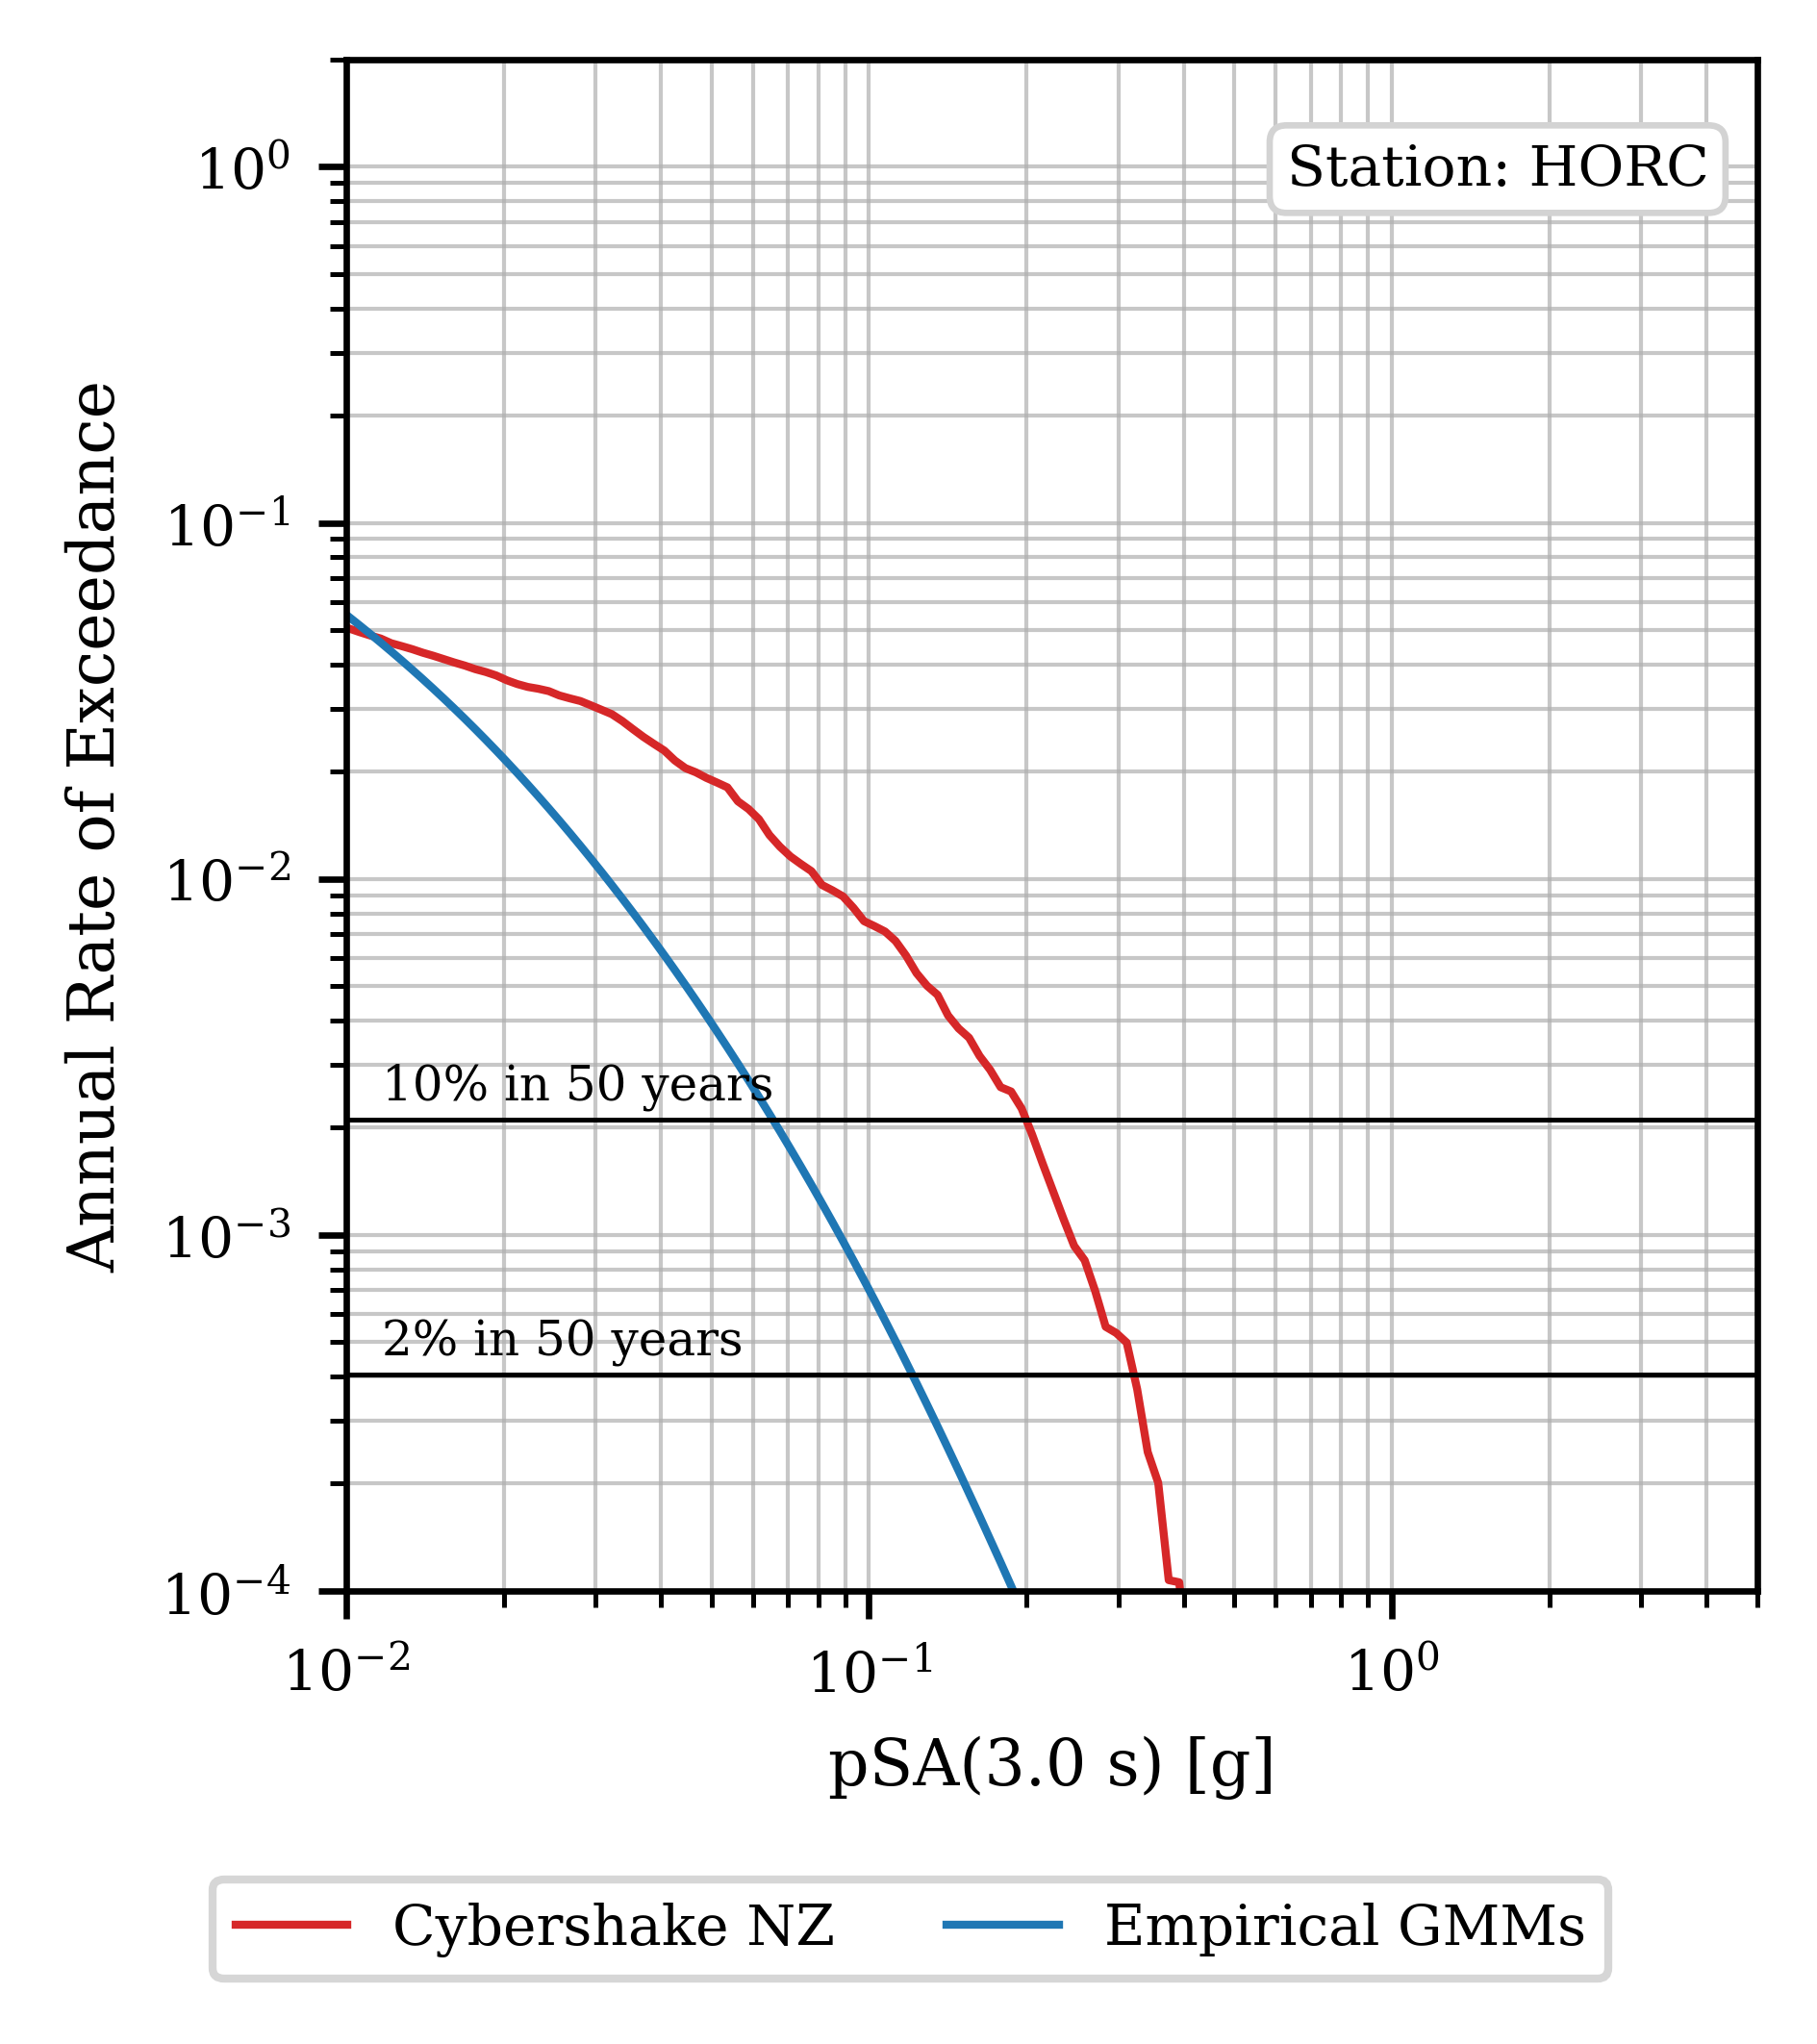 Station: HORC
10⁰
10⁻¹
10⁻²
10⁻³
10⁻⁴
Annual Rate of Exceedance
10% in 50 years
2% in 50 years
10⁻² 10⁻¹ 10⁰
pSA(3.0 s) [g]
Cybershake NZ Empirical GMMs